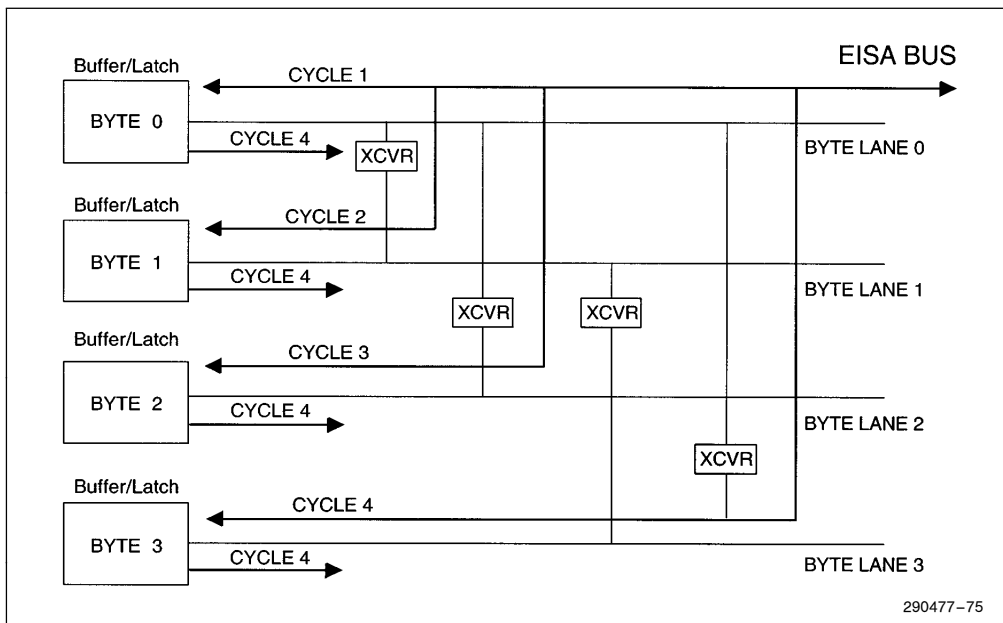 EISA BUS
Buffer/Latch
CYCLE 1
BYTE 0
CYCLE 4
XCVR
BYTE LANE 0
Buffer/Latch
CYCLE 2
BYTE 1
CYCLE 4
BYTE LANE 1
XCVR
XCVR
Buffer/Latch
CYCLE 3
BYTE 2
CYCLE 4
BYTE LANE 2
XCVR
Buffer/Latch
CYCLE 4
BYTE 3
CYCLE 4
BYTE LANE 3
290477–75